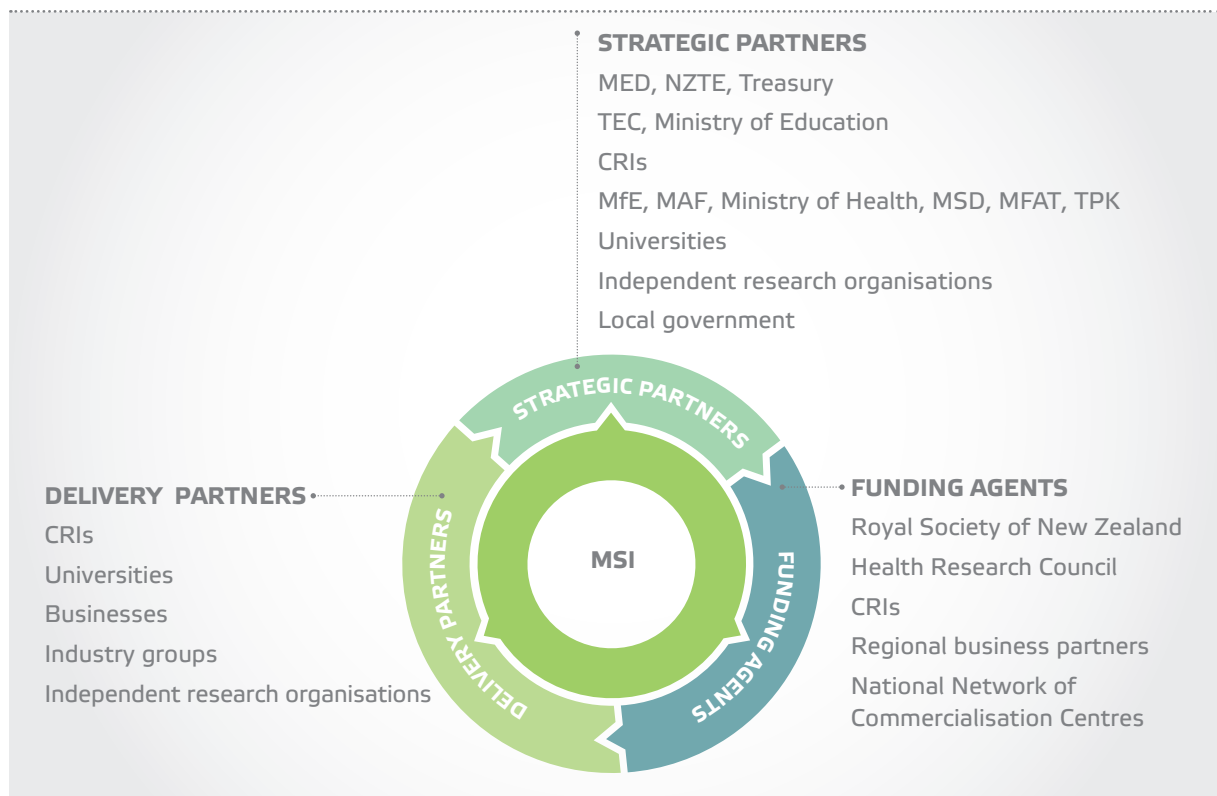 STRATEGIC PARTNERS
MED, NZTE, Treasury
TEC, Ministry of Education
CRIs
MfE, MAF, Ministry of Health, MSD, MFAT, TPK
Universities
Independent research organisations
Local government
STRATEGIC PARTNERS
DELIVERY PARTNERS
CRIs
Universities
Businesses
Industry groups
Independent research organisations
DELIVERY PARTNERS
MSI
FUNDING AGENTS
FUNDING AGENTS
Royal Society of New Zealand
Health Research Council
CRIs
Regional business partners
National Network of
Commercialisation Centres